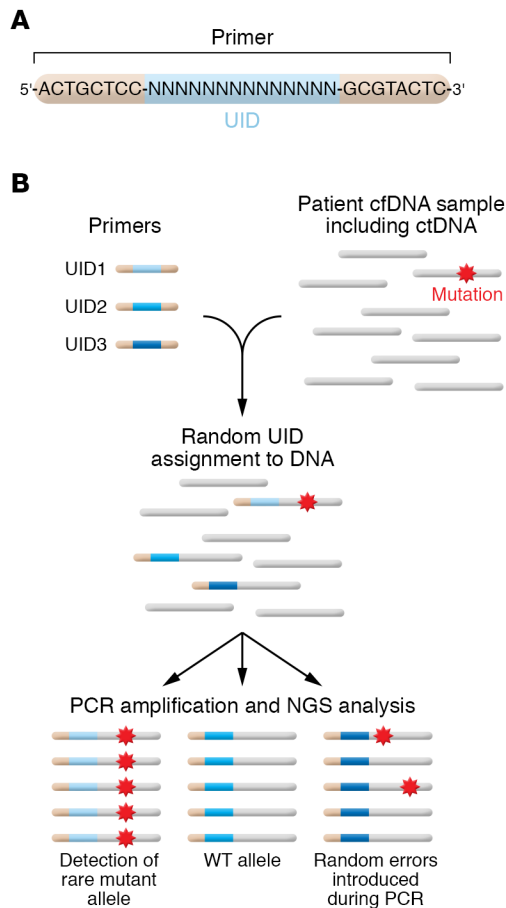 A
Primer
5'-ACTGCTCC-NNNNNNNNNNNNNN-GCGTACTC-3'
UID
B
Primers
UID1
UID2
UID3
Patient cfDNA sample
including ctDNA
Mutation
Random UID
assignment to DNA
PCR amplification and NGS analysis
Detection of
rare mutant
allele
WT allele
Random errors
introduced
during PCR